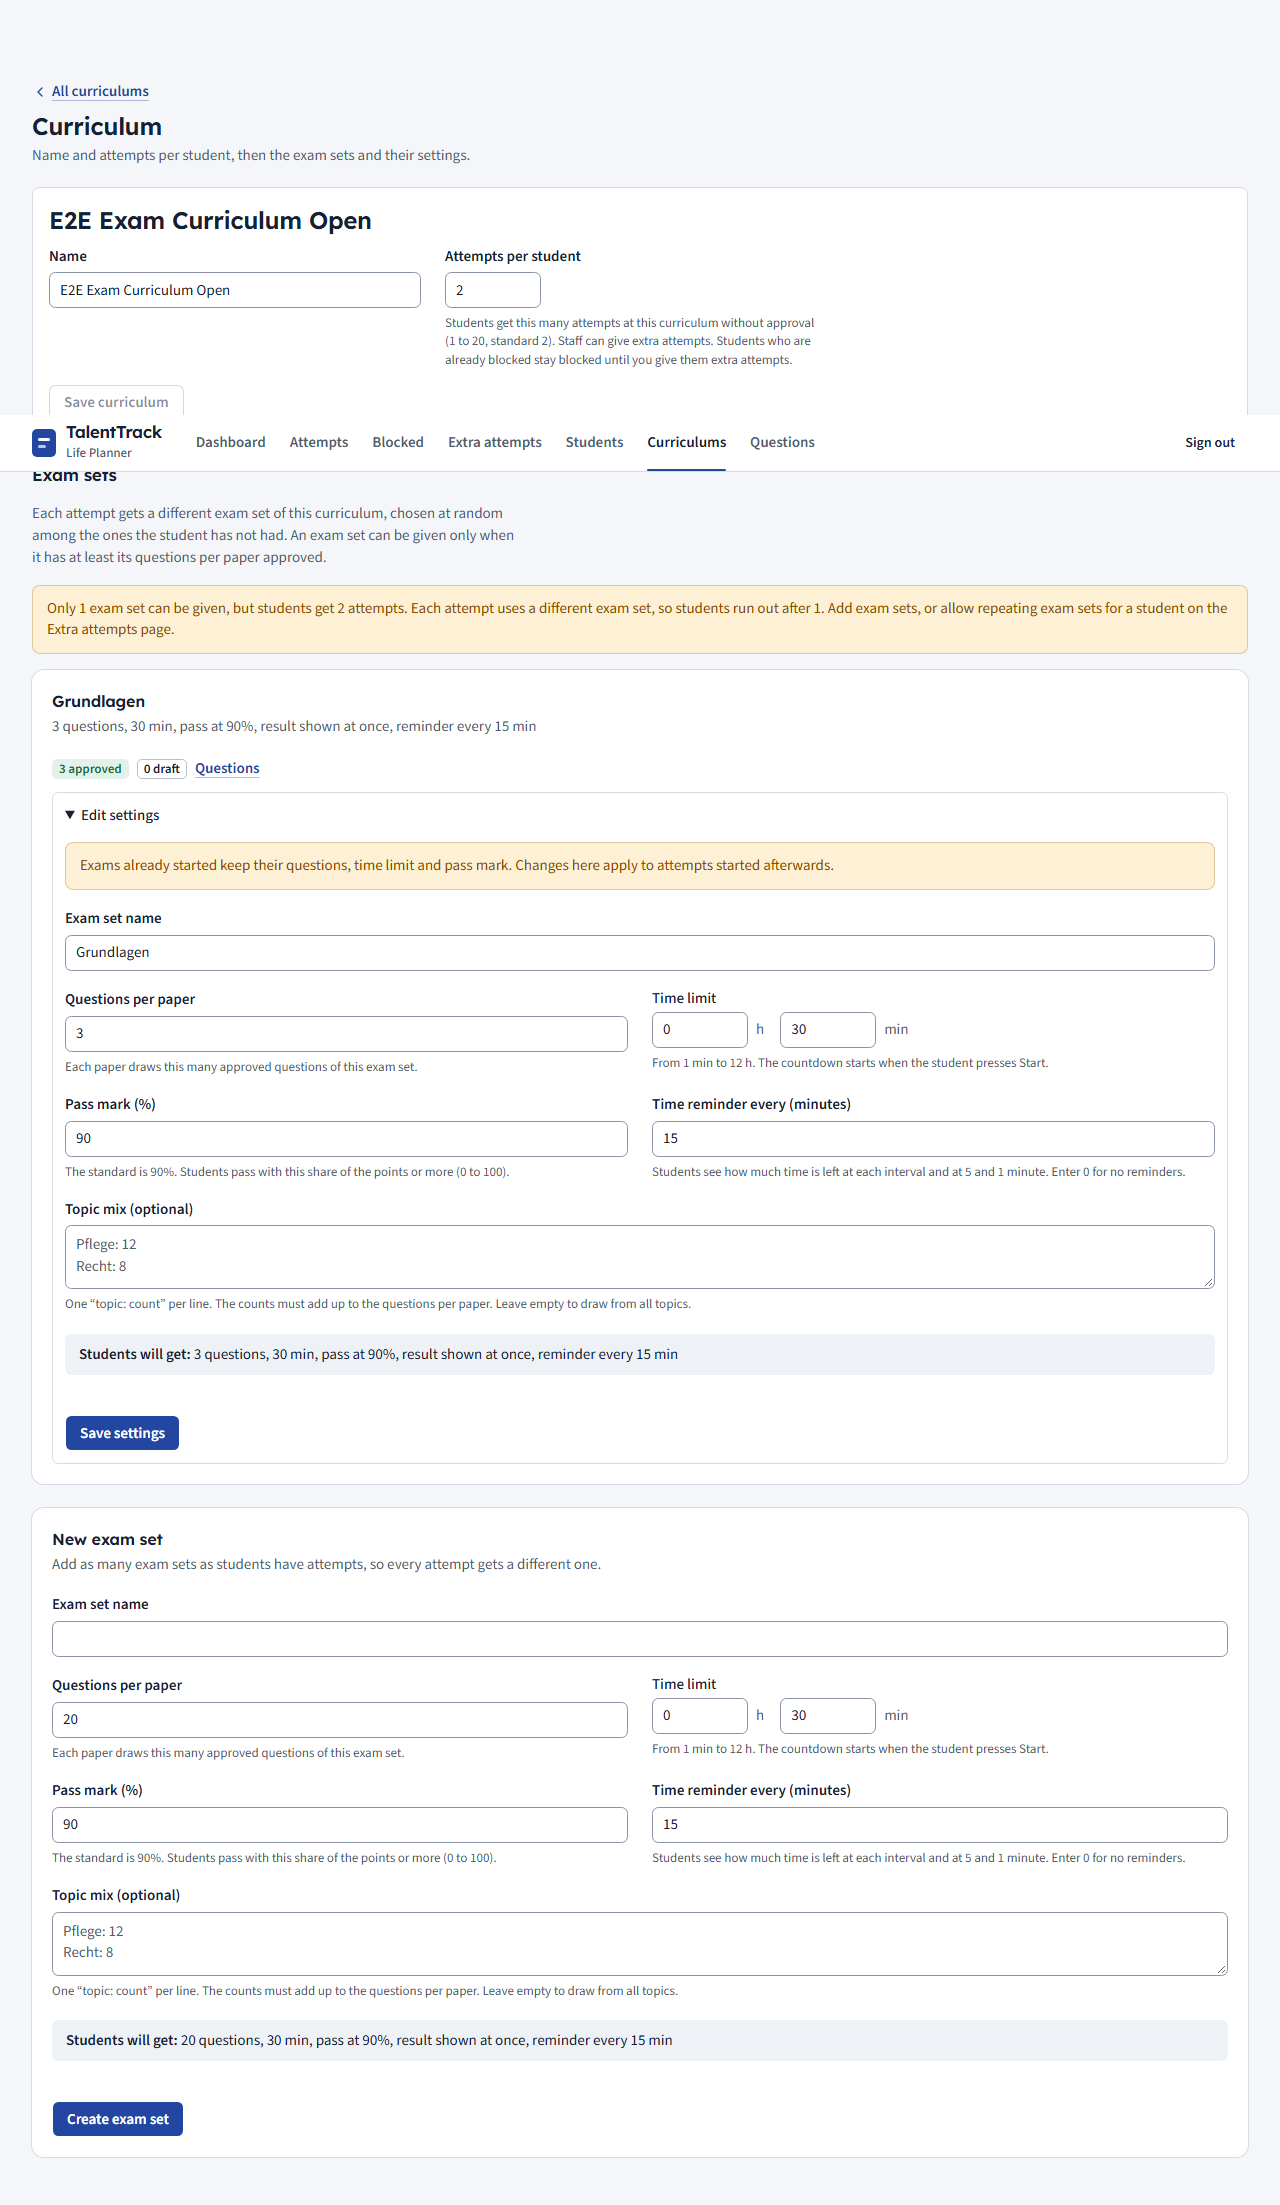 All curriculums
Curriculum
Name and attempts per student, then the exam sets and their settings.
E2E Exam Curriculum Open
Name
Attempts per student
E2E Exam Curriculum Open
2
Students get this many attempts at this curriculum without approval
(1 to 20, standard 2). Staff can give extra attempts. Students who are
already blocked stay blocked until you give them extra attempts.
Save curriculum
TalentTrack
Life Planner
Dashboard
Attempts
Blocked
Extra attempts
Students
Curriculums
Questions
Sign out
Exam sets
Each attempt gets a different exam set of this curriculum, chosen at random
among the ones the student has not had. An exam set can be given only when
it has at least its questions per paper approved.
Only 1 exam set can be given, but students get 2 attempts. Each attempt uses a different exam set, so students run out after 1. Add exam sets, or allow repeating exam sets for a student on the
Extra attempts page.
Grundlagen
3 questions, 30 min, pass at 90%, result shown at once, reminder every 15 min
3 approved
0 draft
Questions
Edit settings
Exams already started keep their questions, time limit and pass mark. Changes here apply to attempts started afterwards.
Exam set name
Grundlagen
Questions per paper
Time limit
3
0 h 30 min
Each paper draws this many approved questions of this exam set.
From 1 min to 12 h. The countdown starts when the student presses Start.
Pass mark (%)
Time reminder every (minutes)
90
15
The standard is 90%. Students pass with this share of the points or more (0 to 100).
Students see how much time is left at each interval and at 5 and 1 minute. Enter 0 for no reminders.
Topic mix (optional)
Pflege: 12
Recht: 8
One “topic: count” per line. The counts must add up to the questions per paper. Leave empty to draw from all topics.
Students will get: 3 questions, 30 min, pass at 90%, result shown at once, reminder every 15 min
Save settings
New exam set
Add as many exam sets as students have attempts, so every attempt gets a different one.
Exam set name
Questions per paper
Time limit
20
0 h 30 min
Each paper draws this many approved questions of this exam set.
From 1 min to 12 h. The countdown starts when the student presses Start.
Pass mark (%)
Time reminder every (minutes)
90
15
The standard is 90%. Students pass with this share of the points or more (0 to 100).
Students see how much time is left at each interval and at 5 and 1 minute. Enter 0 for no reminders.
Topic mix (optional)
Pflege: 12
Recht: 8
One “topic: count” per line. The counts must add up to the questions per paper. Leave empty to draw from all topics.
Students will get: 20 questions, 30 min, pass at 90%, result shown at once, reminder every 15 min
Create exam set